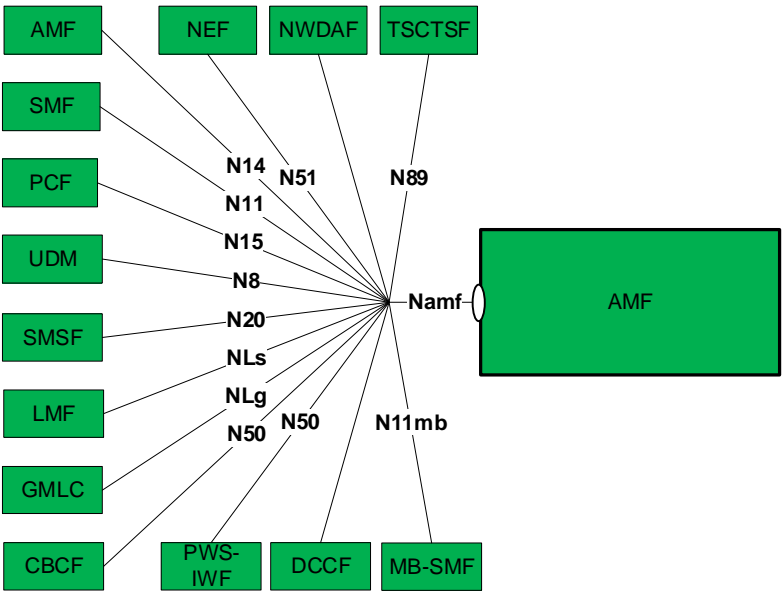 AMF
NEF
NWDAF
TSCTSF
SMF
PCF
UDM
SMSF
LMF
GMLC
CBCF
PWS-
IWF
DCCF
MB-SMF
N14
N51
N89
N11
N15
N8
N20
NLs
NLg
N50
N50
N11mb
Namf
AMF